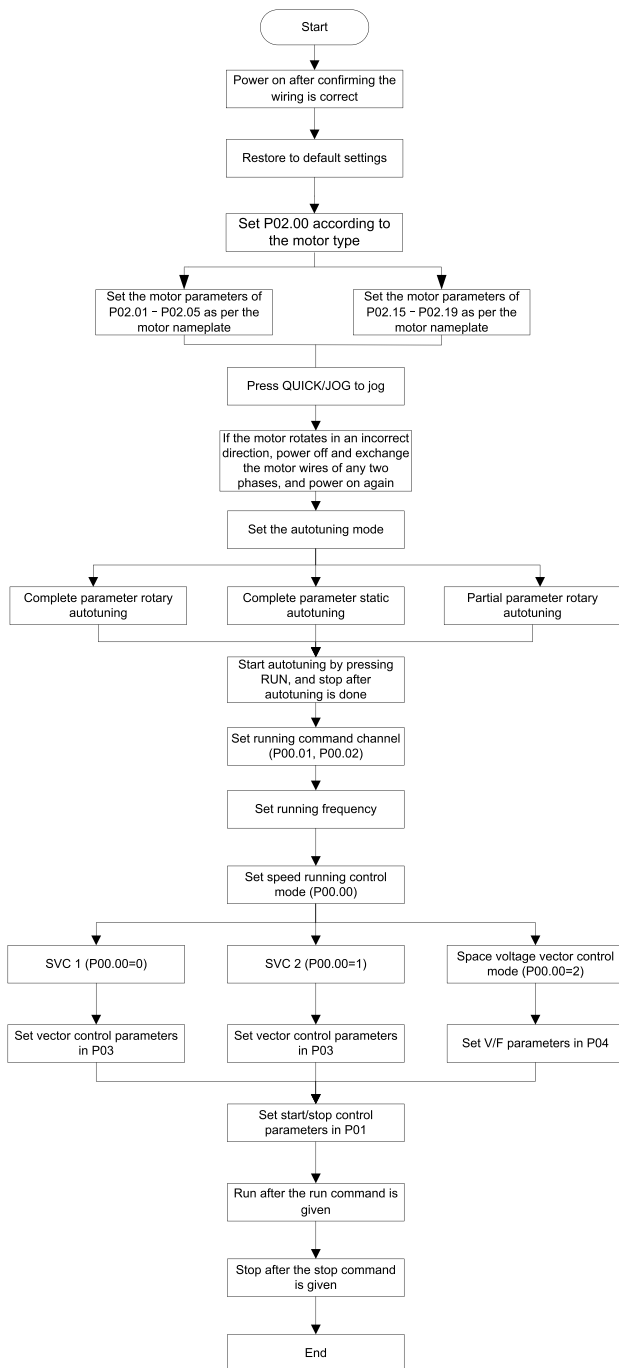 Start
Power on after confirming the
wiring is correct
Restore to default settings
Set P02.00 according to
the motor type
Set the motor parameters of
P02.01 – P02.05 as per the
motor nameplate
Set the motor parameters of
P02.15 – P02.19 as per the
motor nameplate
Press QUICK/JOG to jog
If the motor rotates in an incorrect
direction, power off and exchange
the motor wires of any two
phases, and power on again
Set the autotuning mode
Complete parameter rotary
autotuning
Complete parameter static
autotuning
Partial parameter rotary
autotuning
Start autotuning by pressing
RUN, and stop after
autotuning is done
Set running command channel
(P00.01, P00.02)
Set running frequency
Set speed running control
mode (P00.00)
SVC 1 (P00.00=0)
SVC 2 (P00.00=1)
Space voltage vector control
mode (P00.00=2)
Set vector control parameters
in P03
Set vector control parameters
in P03
Set V/F parameters in P04
Set start/stop control
parameters in P01
Run after the run command is
given
Stop after the stop command
is given
End